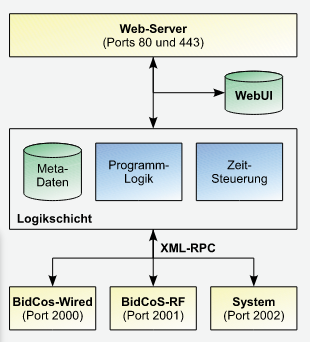 Web-Server
(Ports 80 und 443)
WebUI
Meta-
Daten
Programm-
Logik
Zeit-
Steuerung
Logikschicht
XML-RPC
BidCos-Wired
(Port 2000)
BidCoS-RF
(Port 2001)
System
(Port 2002)